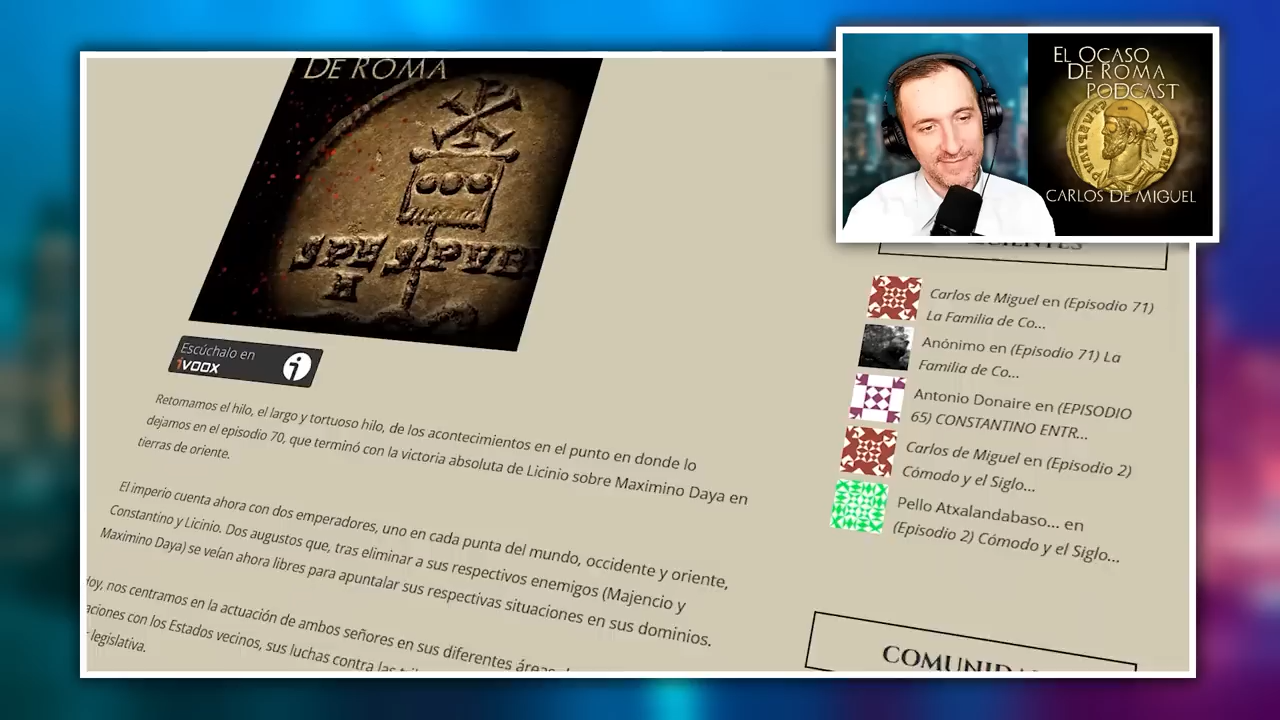 DE ROMA
SPES PUB
Escúchalo en
ivoox
Retomamos el hilo, el largo y tortuoso hilo, de los acontecimientos en el punto en donde lo
dejamos en el episodio 70, que terminó con la victoria absoluta de Licinio sobre Maximino Daya en
tierras de oriente.
El imperio cuenta ahora con dos emperadores, uno en cada punta del mundo, occidente y oriente,
Constantino y Licinio. Dos augustos que, tras eliminar a sus respectivos enemigos (Majencio y
Maximino Daya) se veían ahora libres para apuntalar sus respectivas situaciones en sus dominios.
Hoy, nos centramos en la actuación de ambos señores en sus diferentes
con los Estados vecinos, sus luchas contra las
legislativa.
EL OCASO
DE ROMA
PODCAST
CARLOS DE MIGUEL
Carlos de Miguel en (Episodio 71)
La Familia de Co...
Anónimo en (Episodio 71) La
Familia de Co...
Antonio Donaire en (EPISODIO
65) CONSTANTINO ENTR...
Carlos de Miguel en (Episodio 2)
Cómodo y el Siglo...
Pello Atxalandabaso... en
(Episodio 2) Cómodo y el Siglo...